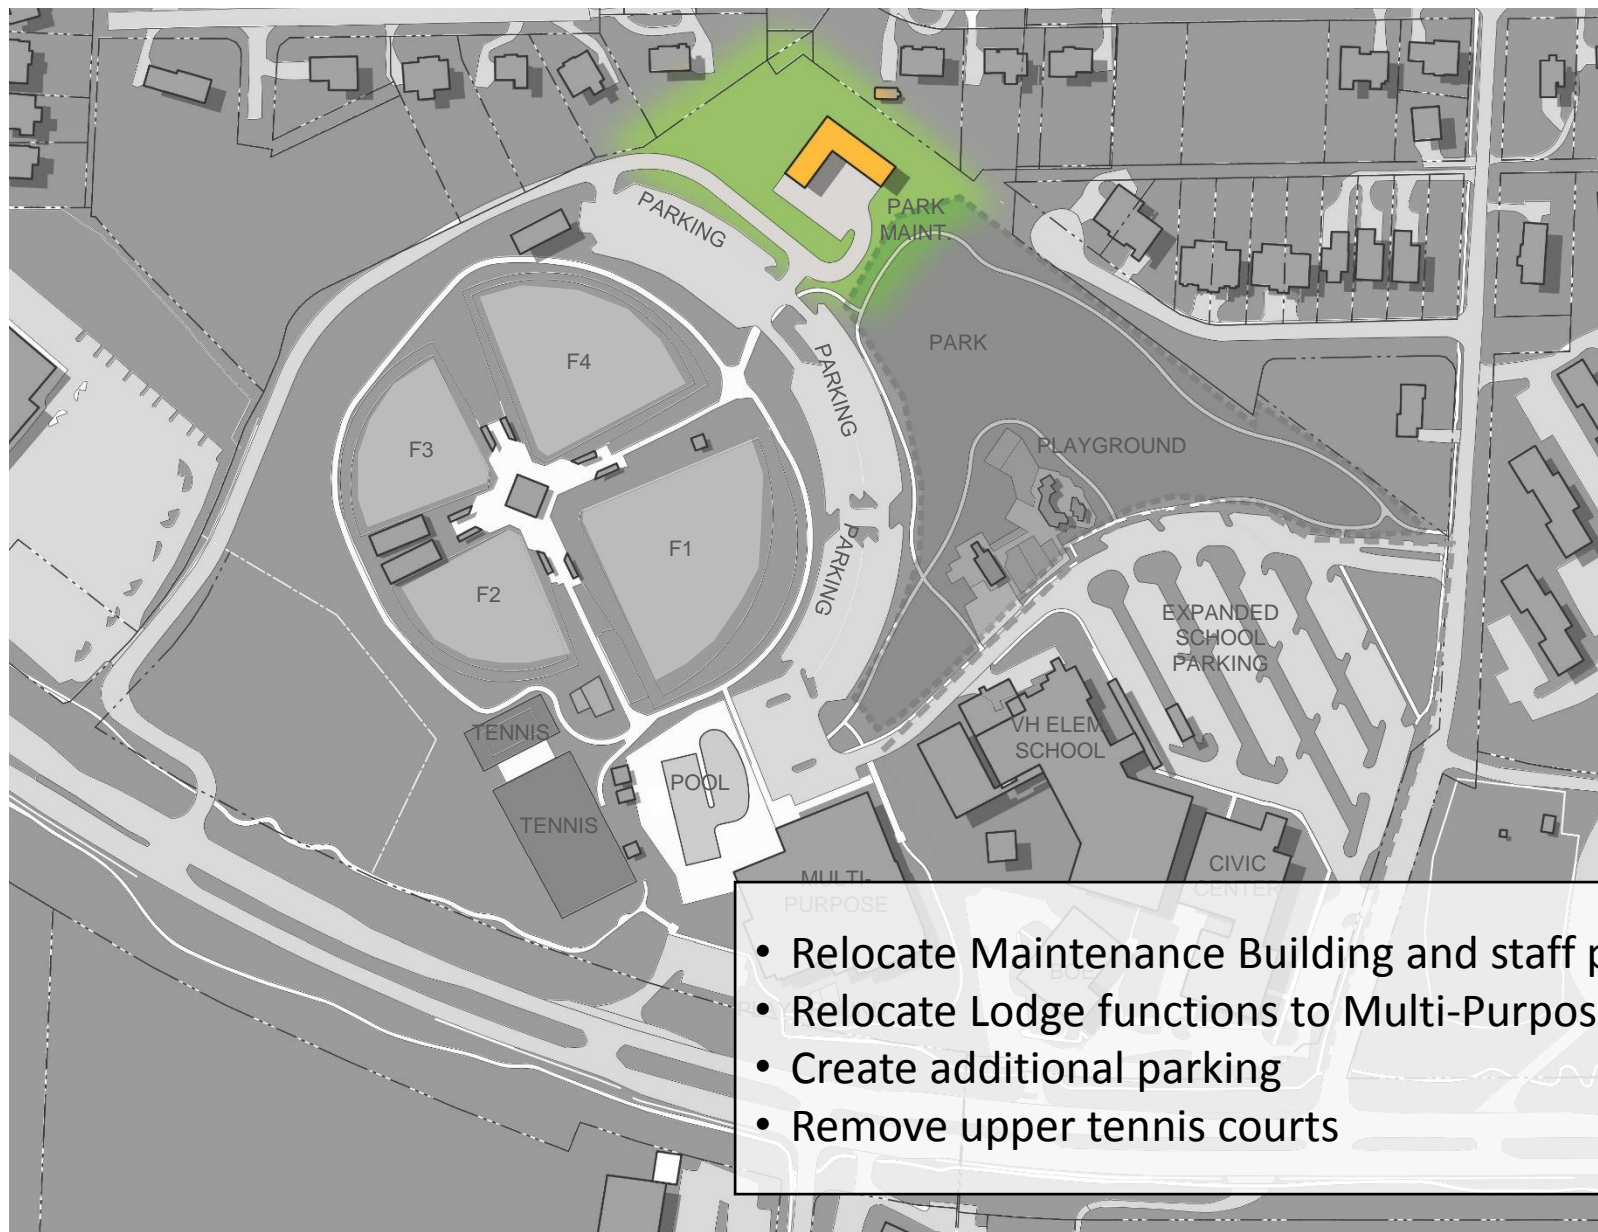 PARKING
PARK
MAINT.
PARK
F4
PARKING
F3
PLAYGROUND
F1
PARKING
F2
EXPANDED
SCHOOL
PARKING
TENNIS
VH ELEM
SCHOOL
POOL
TENNIS
MULTI-
PURPOSE
CIVIC
CENTER
• Relocate Maintenance Building and staff p
BOE
• Relocate Lodge functions to Multi-Purpos
• Create additional parking
• Remove upper tennis courts